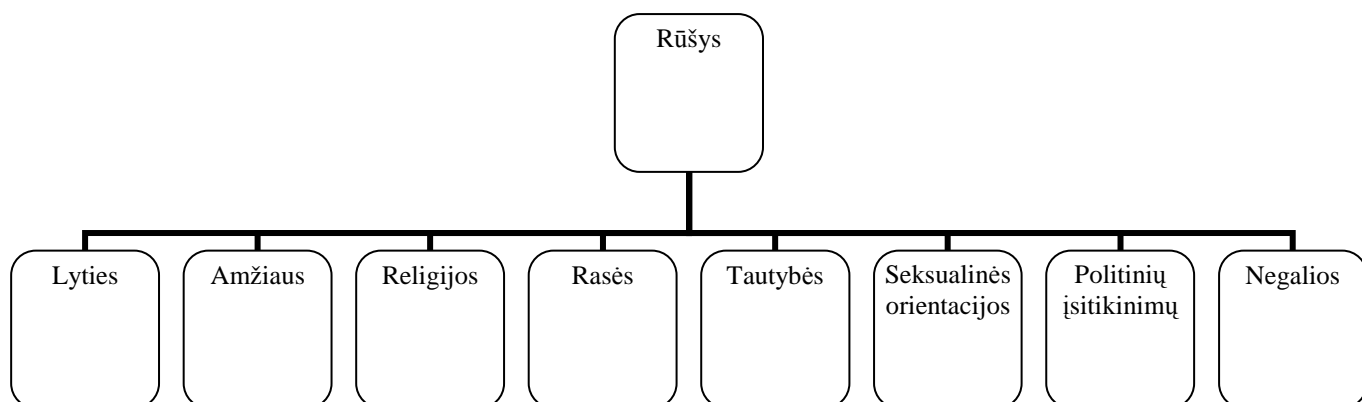 Rūšys
Lyties
Amžiaus
Religijos
Rasės
Tautybės
Seksualinės
orientacijos
Politinių
įsitikinimų
Negalios